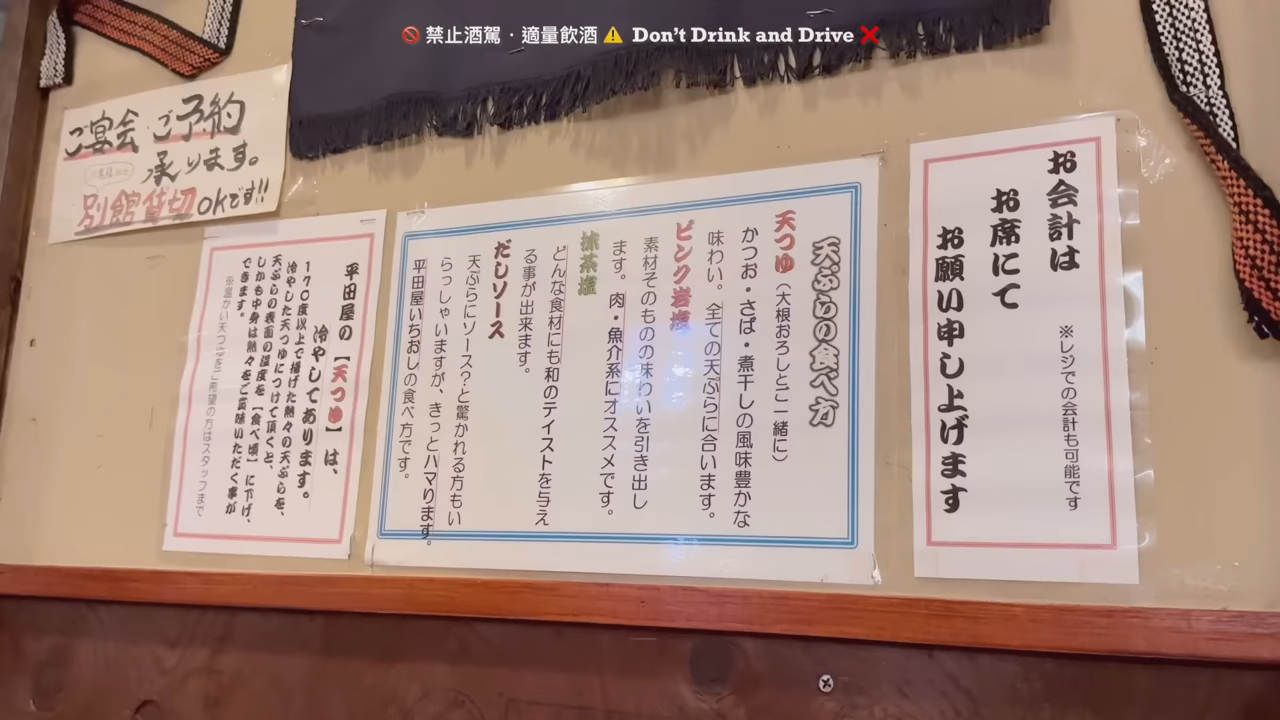 🚫 禁止酒駕・適量飲酒 ⚠️ Don't Drink and Drive ❌
ご宴会・ご予約
承ります。
別館貸切OKです!!
お会計は
お席にて
お願い申し上げます
※レジでの会計も可能です
天ぷらの食べ方
天つゆ(大根おろしとご一緒に)
かつお・さば・煮干しの風味豊かな
味わい。全ての天ぷらに合います。
ピンク岩塩
素材そのものの味わいを引き出し
ます。肉・魚介系にオススメです。
抹茶塩
どんな食材にも和のテイストを与え
る事が出来ます。
だしソース
天ぷらにソース?と驚かれる方もい
らっしゃいますが、きっとハマります。
平田屋いちおしの食べ方です。
平田屋の【天つゆ】は、
冷やしてあります。
170度以上で揚げた熱々の天ぷらを、
冷やした天つゆにつけて頂くと、
天ぷらの表面の温度を【食べ頃】に下げ、
しかも中身は熱々をご賞味いただく事が
できます。
※温かい天つゆをご希望の方はスタッフまで